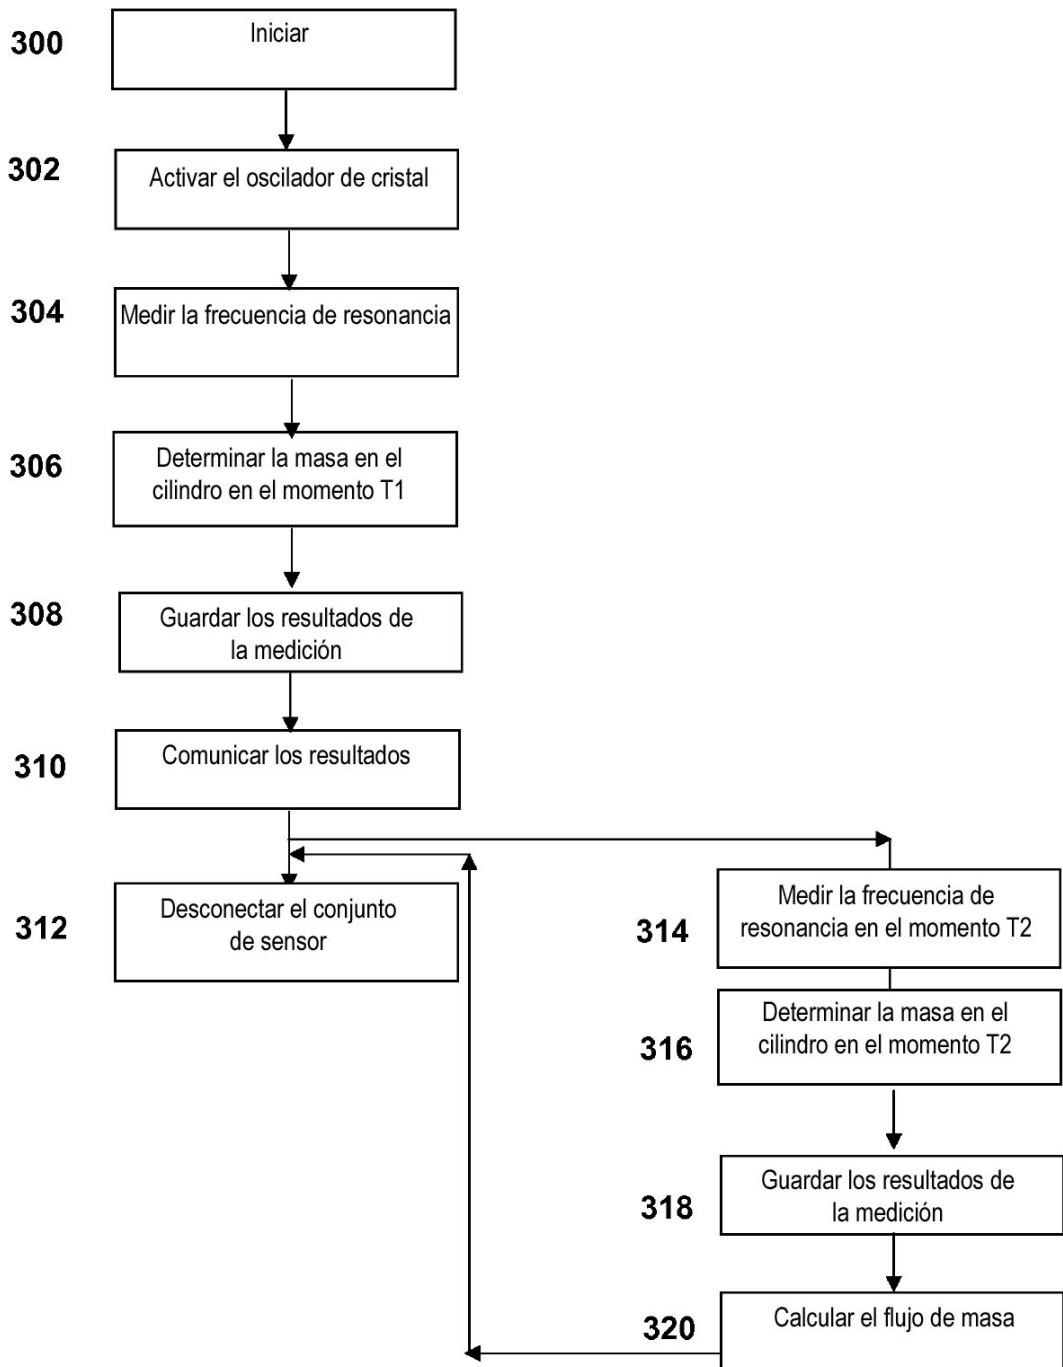 300
Iniciar
302
Activar el oscilador de cristal
304
Medir la frecuencia de resonancia
306
Determinar la masa en el
cilindro en el momento T1
308
Guardar los resultados de
la medición
310
Comunicar los resultados
312
Desconectar el conjunto
de sensor
314
Medir la frecuencia de
resonancia en el momento T2
316
Determinar la masa en el
cilindro en el momento T2
318
Guardar los resultados de
la medición
320
Calcular el flujo de masa